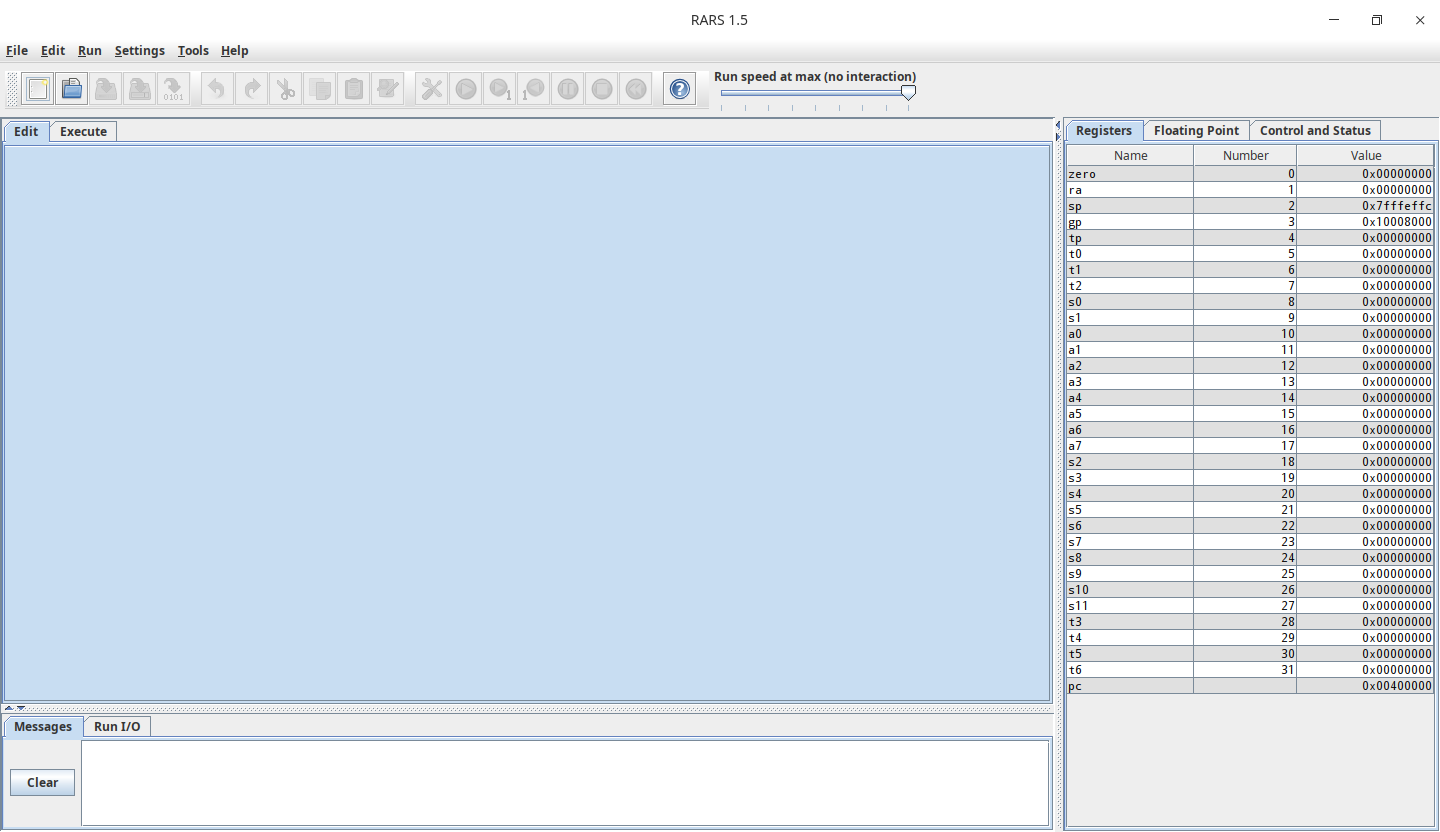 RARS 1.5
File Edit Run Settings Tools Help
0101
1 1
?
Run speed at max (no interaction)
Edit Execute
Registers Floating Point Control and Status
Name Number Value
zero 0 0x00000000
ra 1 0x00000000
sp 2 0x7fffeffc
gp 3 0x10008000
tp 4 0x00000000
t0 5 0x00000000
t1 6 0x00000000
t2 7 0x00000000
s0 8 0x00000000
s1 9 0x00000000
a0 10 0x00000000
a1 11 0x00000000
a2 12 0x00000000
a3 13 0x00000000
a4 14 0x00000000
a5 15 0x00000000
a6 16 0x00000000
a7 17 0x00000000
s2 18 0x00000000
s3 19 0x00000000
s4 20 0x00000000
s5 21 0x00000000
s6 22 0x00000000
s7 23 0x00000000
s8 24 0x00000000
s9 25 0x00000000
s10 26 0x00000000
s11 27 0x00000000
t3 28 0x00000000
t4 29 0x00000000
t5 30 0x00000000
t6 31 0x00000000
pc 0x00400000
Messages Run I/O
Clear